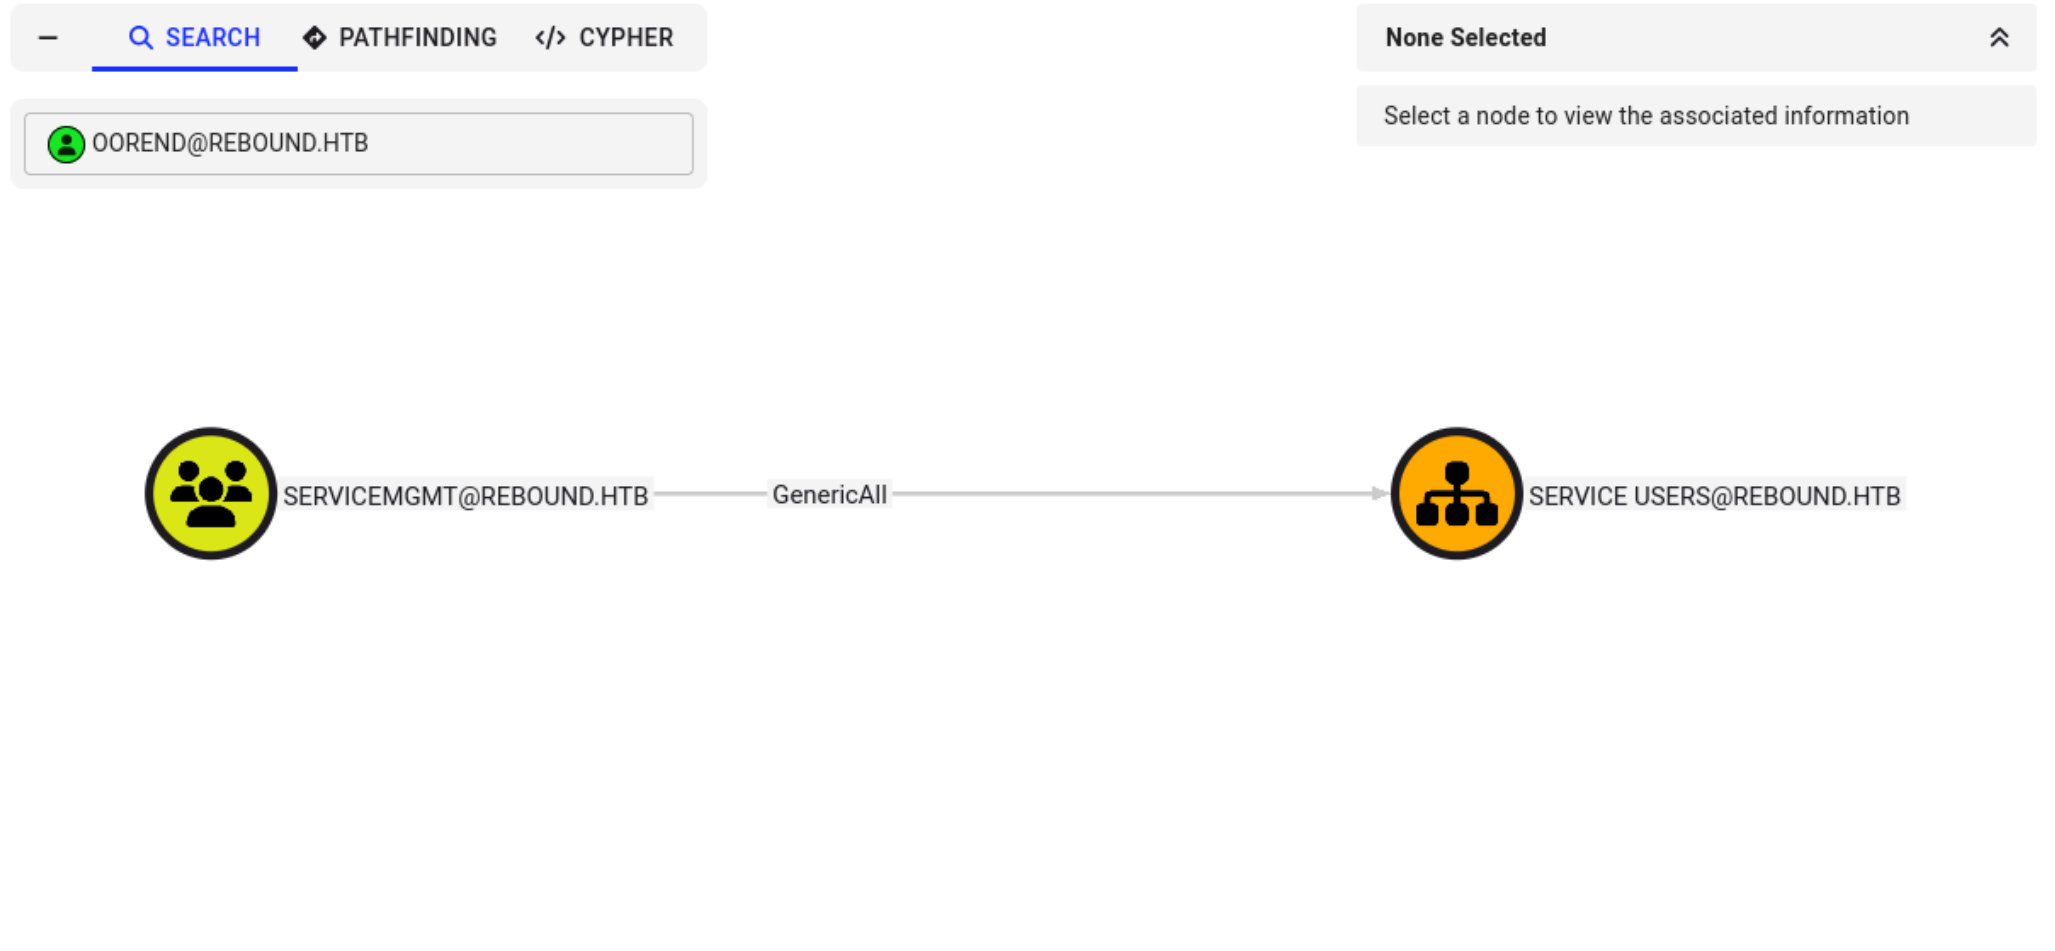 SEARCH PATHFINDING </> CYPHER
None Selected
OOREND@REBOUND.HTB
Select a node to view the associated information
SERVICEMGMT@REBOUND.HTB GenericAll SERVICE USERS@REBOUND.HTB